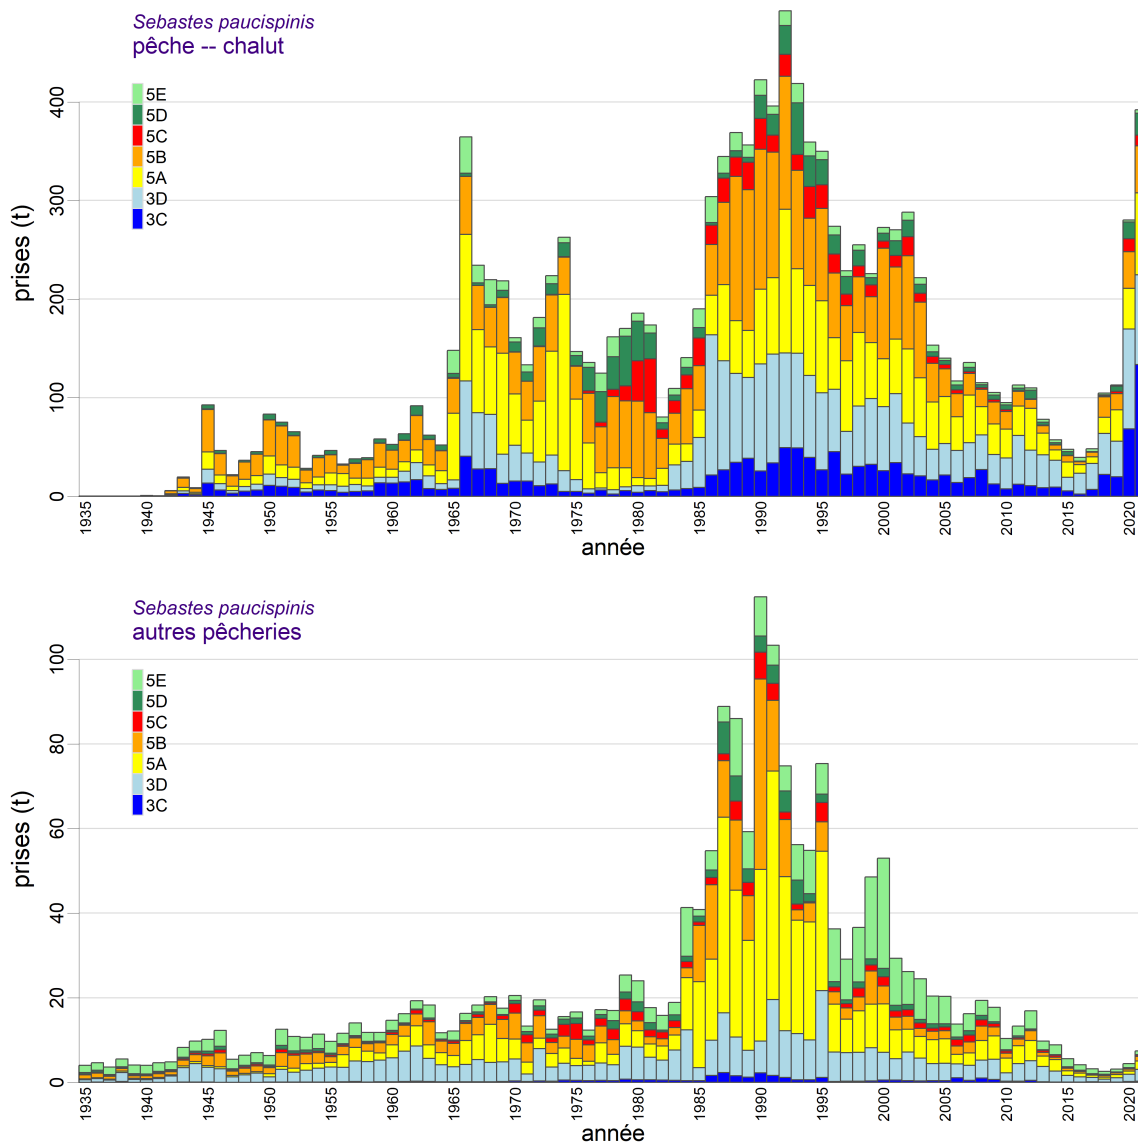 Sebastes paucispinis
pêche -- chalut
5E
5D
5C
5B
5A
3D
3C
prises (t)
0
100
200
300
400
1935
1940
1945
1950
1955
1960
1965
1970
1975
1980
1985
1990
1995
2000
2005
2010
2015
2020
année
Sebastes paucispinis
autres pêcheries
5E
5D
5C
5B
5A
3D
3C
prises (t)
0
20
40
60
80
100
1935
1940
1945
1950
1955
1960
1965
1970
1975
1980
1985
1990
1995
2000
2005
2010
2015
2020
année